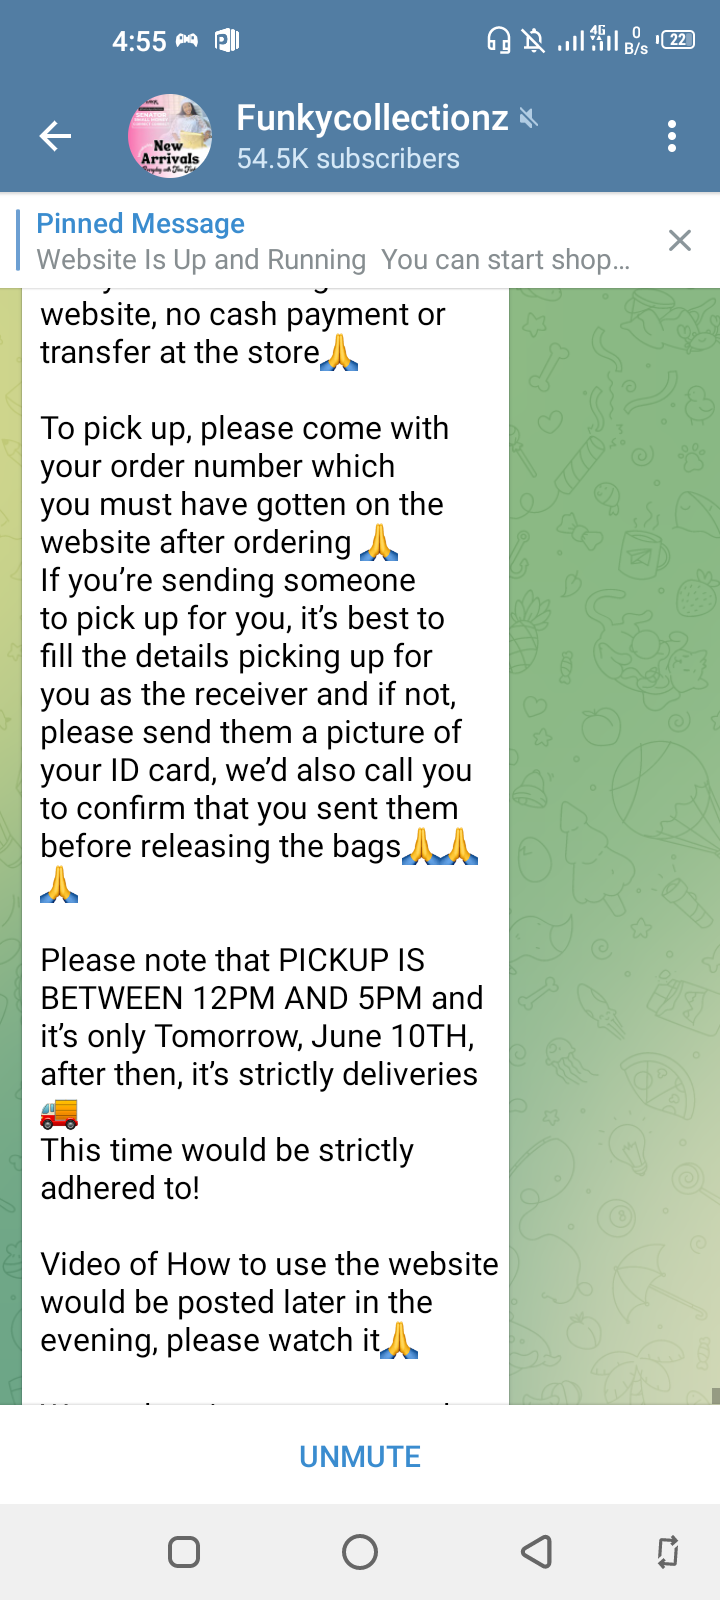 4:55
4G
0
B/s
22
SENATOR
New
Arrivals
Funkycollectionz
54.5K subscribers
Pinned Message
Website Is Up and Running  You can start shop...
website, no cash payment or
transfer at the store🙏
To pick up, please come with
your order number which
you must have gotten on the
website after ordering 🙏
If you’re sending someone
to pick up for you, it’s best to
fill the details picking up for
you as the receiver and if not,
please send them a picture of
your ID card, we’d also call you
to confirm that you sent them
before releasing the bags🙏🙏
🙏
Please note that PICKUP IS
BETWEEN 12PM AND 5PM and
it’s only Tomorrow, June 10TH,
after then, it’s strictly deliveries
🚚
This time would be strictly
adhered to!
Video of How to use the website
would be posted later in the
evening, please watch it🙏
UNMUTE